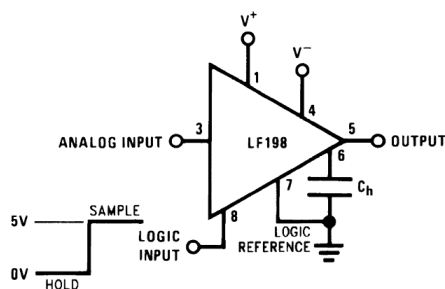 V+
V−
1
4
ANALOG INPUT
3
LF198
5
OUTPUT
6
Ch
7
8
5V
SAMPLE
LOGIC
INPUT
LOGIC
REFERENCE
0V
HOLD